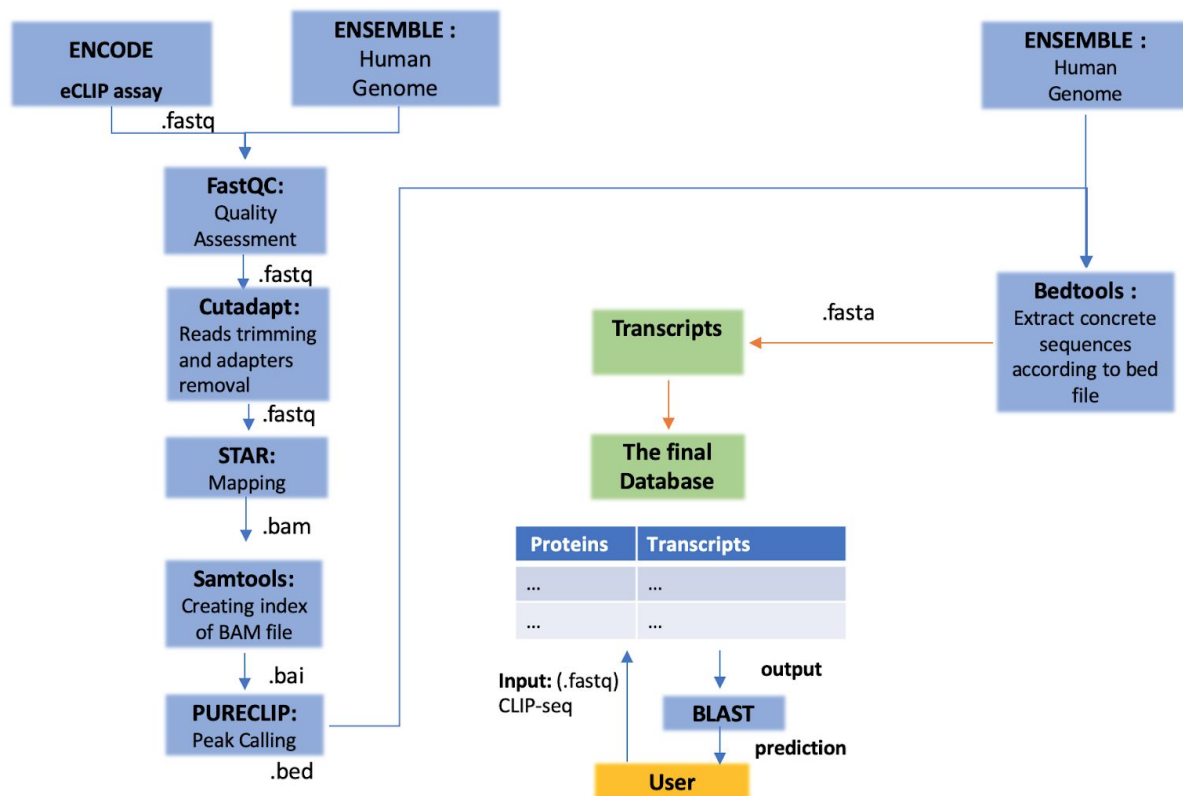 ENCODE
eCLIP assay
ENSEMBLE :
Human
Genome
ENSEMBLE :
Human
Genome
.fastq
FastQC:
Quality
Assessment
.fastq
Cutadapt:
Reads trimming
and adapters
removal
.fastq
STAR:
Mapping
.bam
Samtools:
Creating index
of BAM file
.bai
PURECLIP:
Peak Calling
.bed
Bedtools :
Extract concrete
sequences
according to bed
file
.fasta
Transcripts
The final
Database
Proteins Transcripts
... ...
... ...
Input: (.fastq)
CLIP-seq
output
BLAST
prediction
User